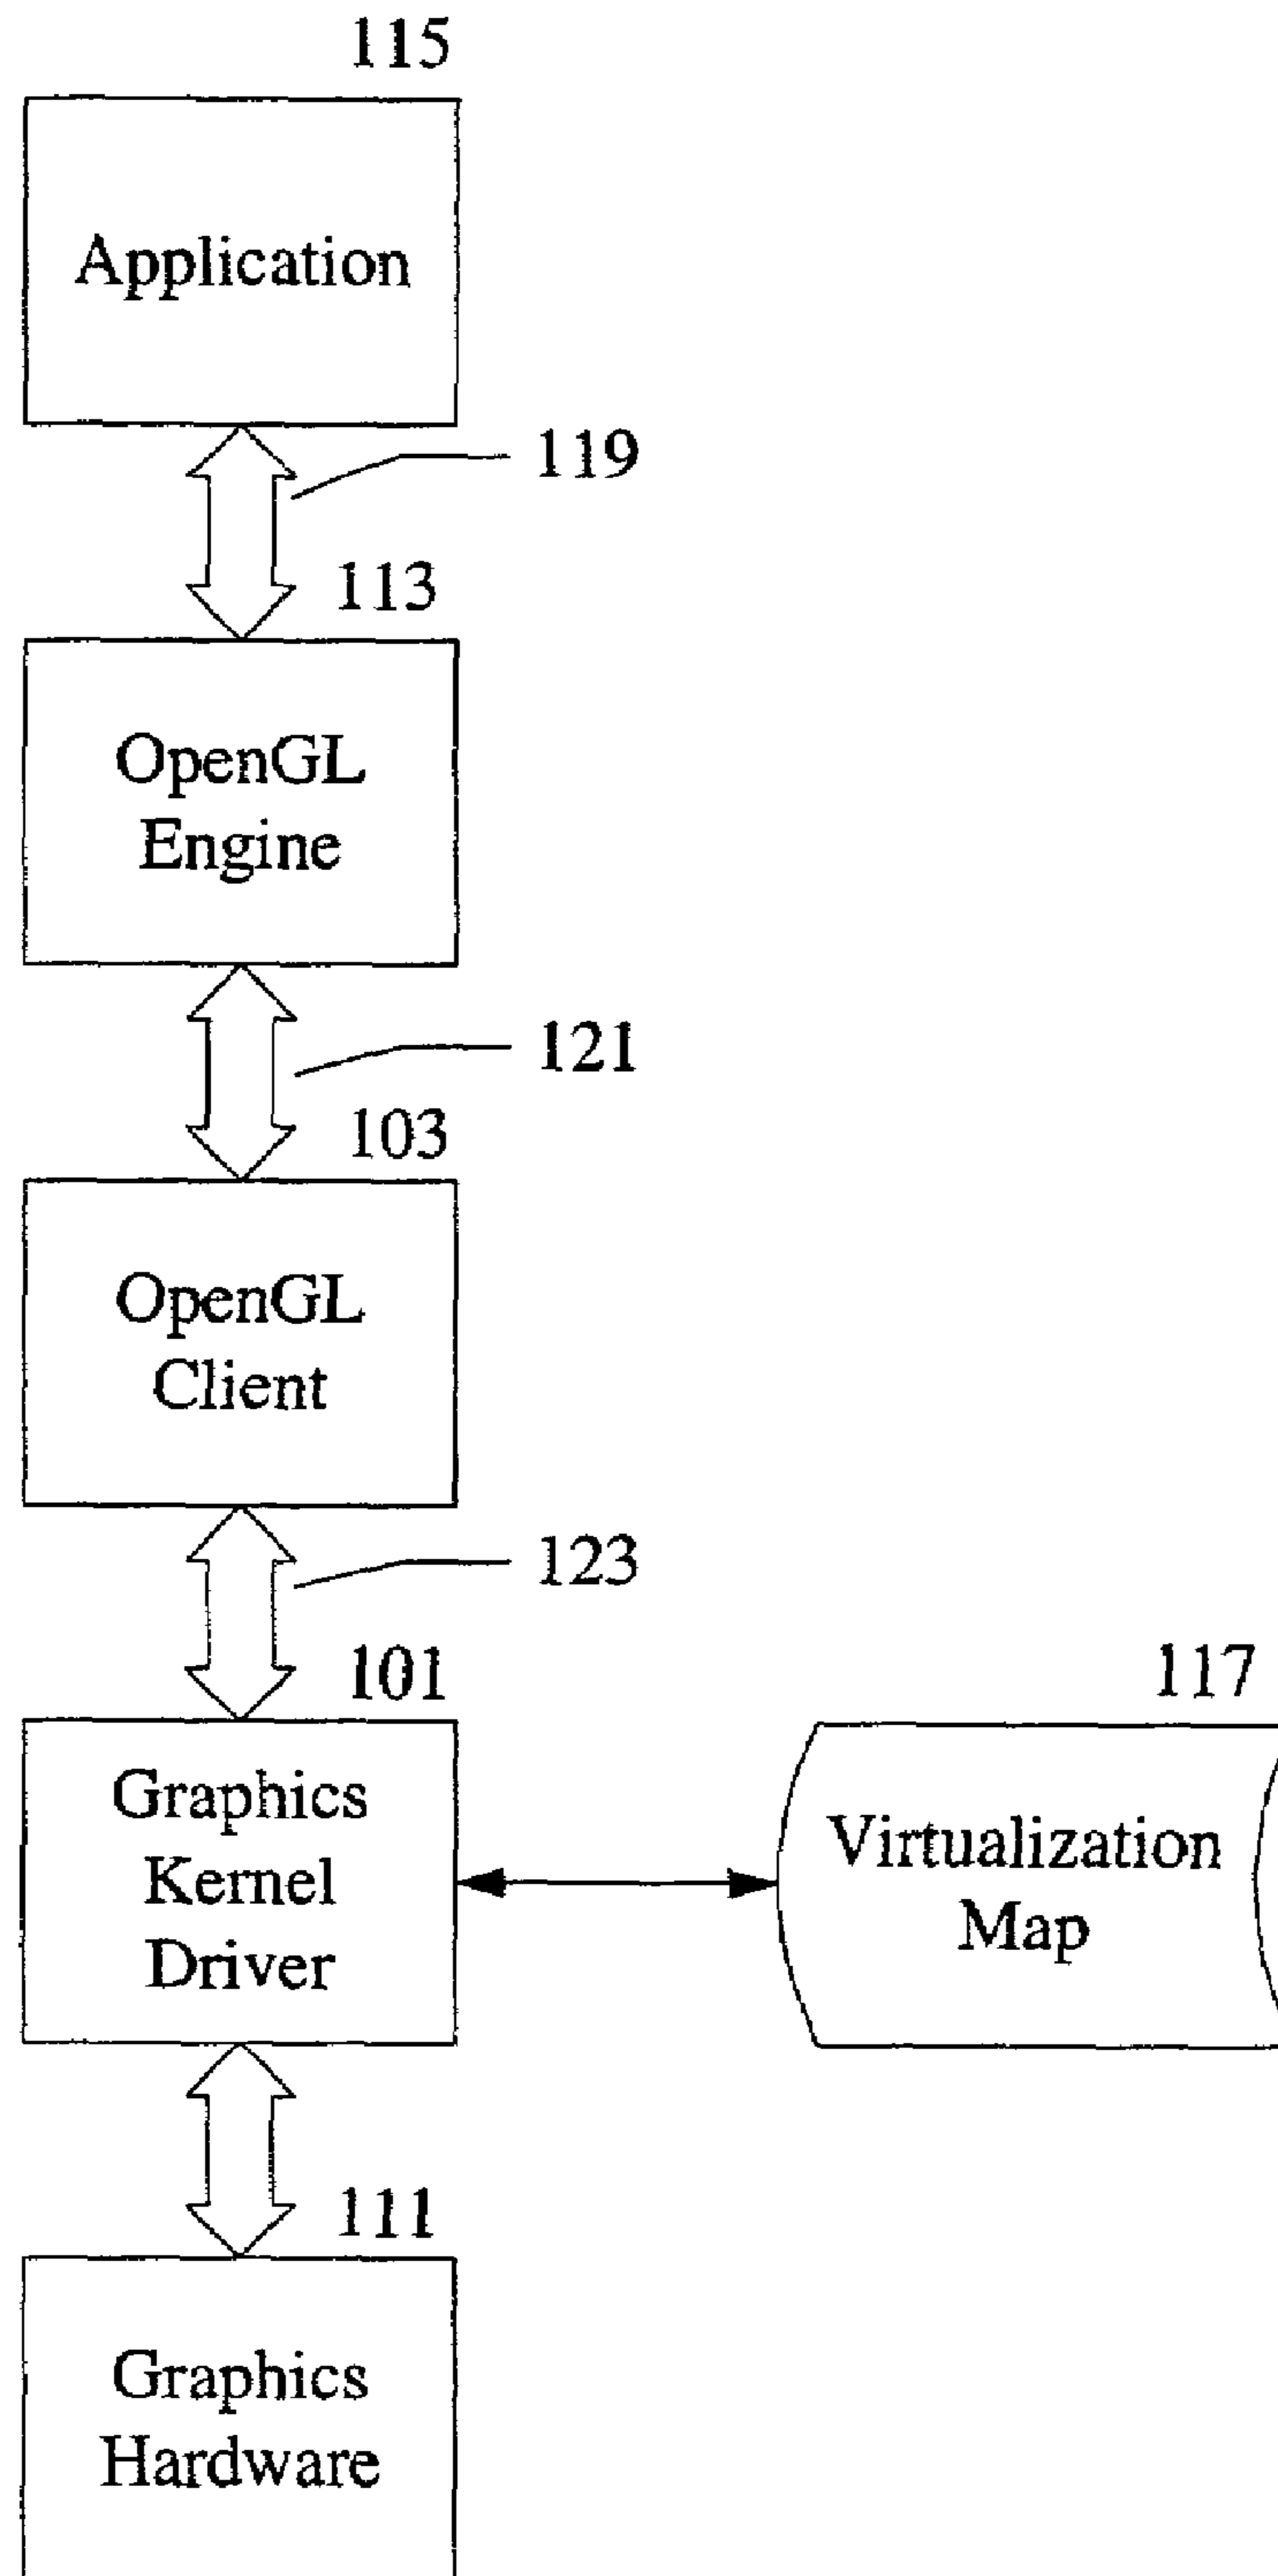 115
Application
119
113
OpenGL
Engine
121
103
OpenGL
Client
123
101
Graphics
Kernel
Driver
117
Virtualization
Map
111
Graphics
Hardware